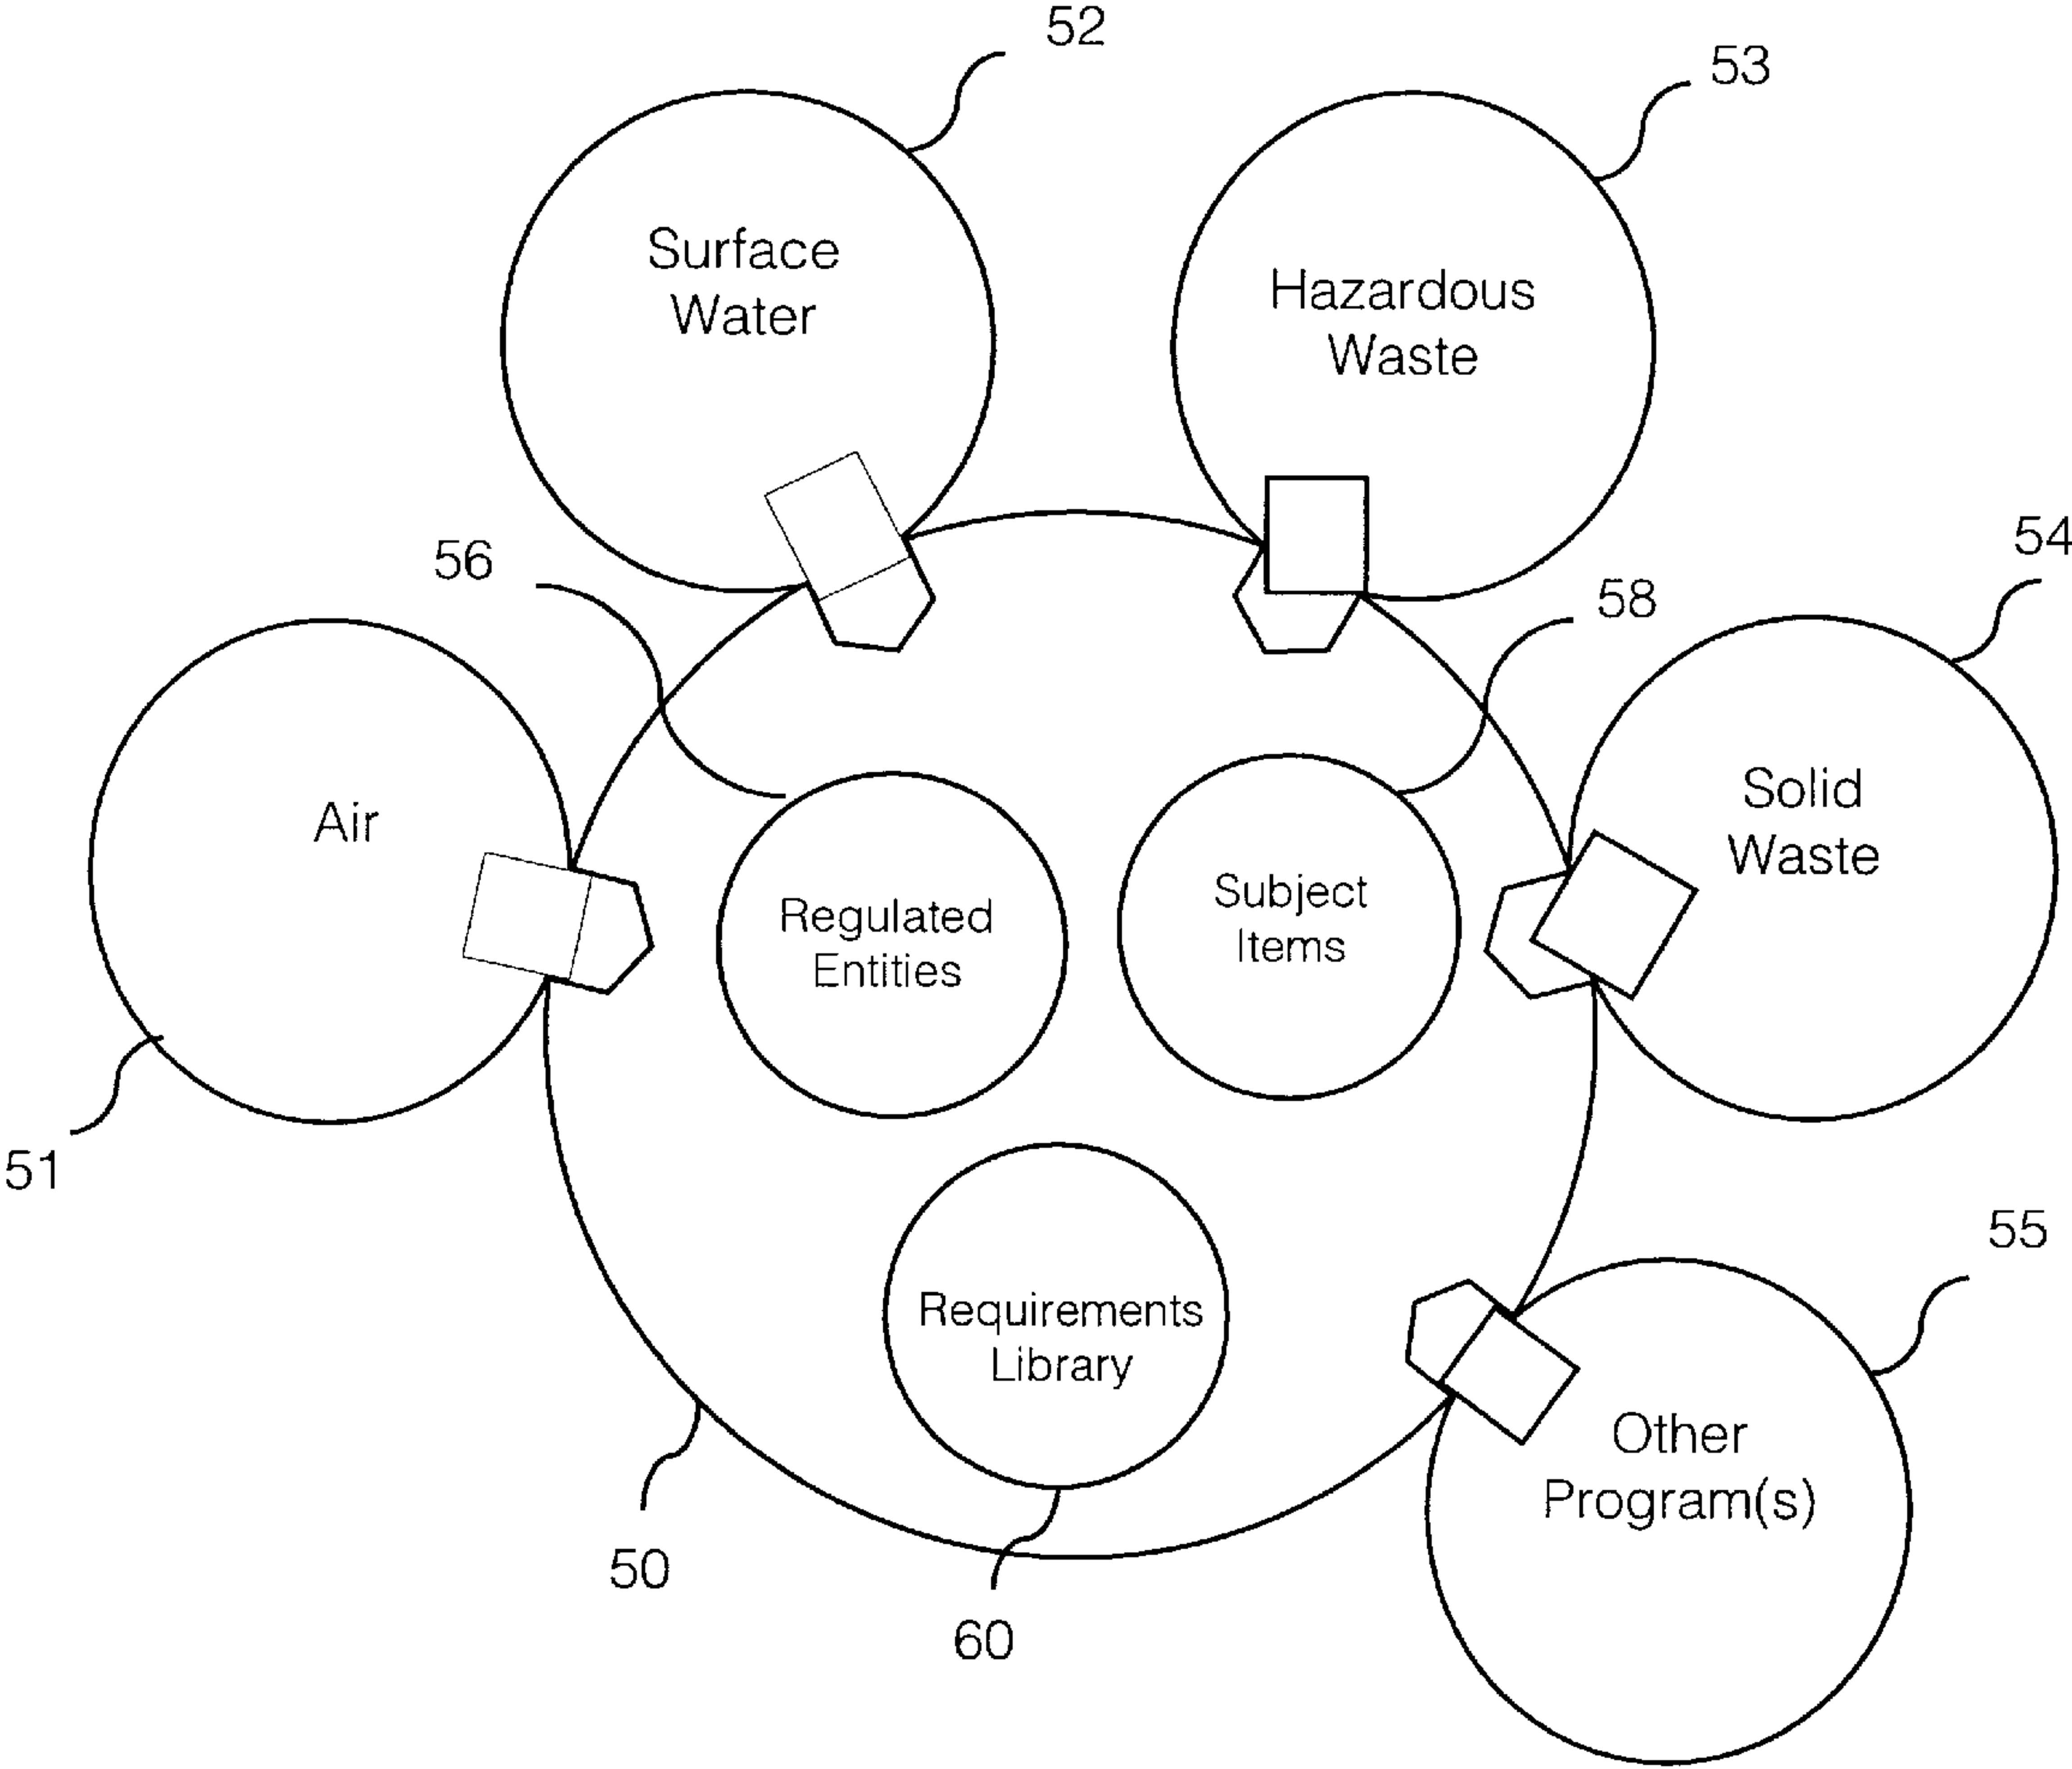 52
53
Surface
Water
Hazardous
Waste
54
56
58
Air
Solid
Waste
Regulated
Entities
Subject
Items
51
55
Requirements
Library
Other
Program(s)
50
60